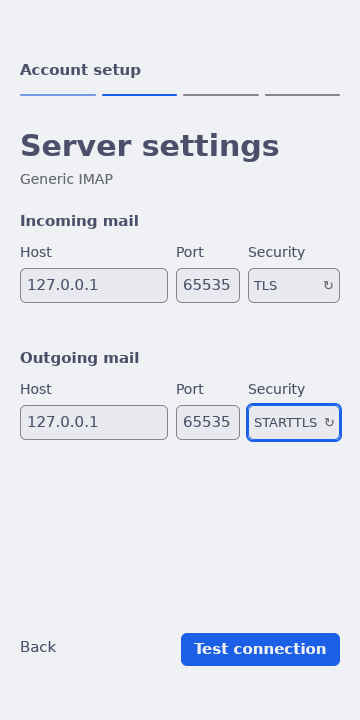 Account setup
Server settings
Generic IMAP
Incoming mail
Host Port Security
127.0.0.1 65535 TLS ↻
Outgoing mail
Host Port Security
127.0.0.1 65535 STARTTLS ↻
Back Test connection